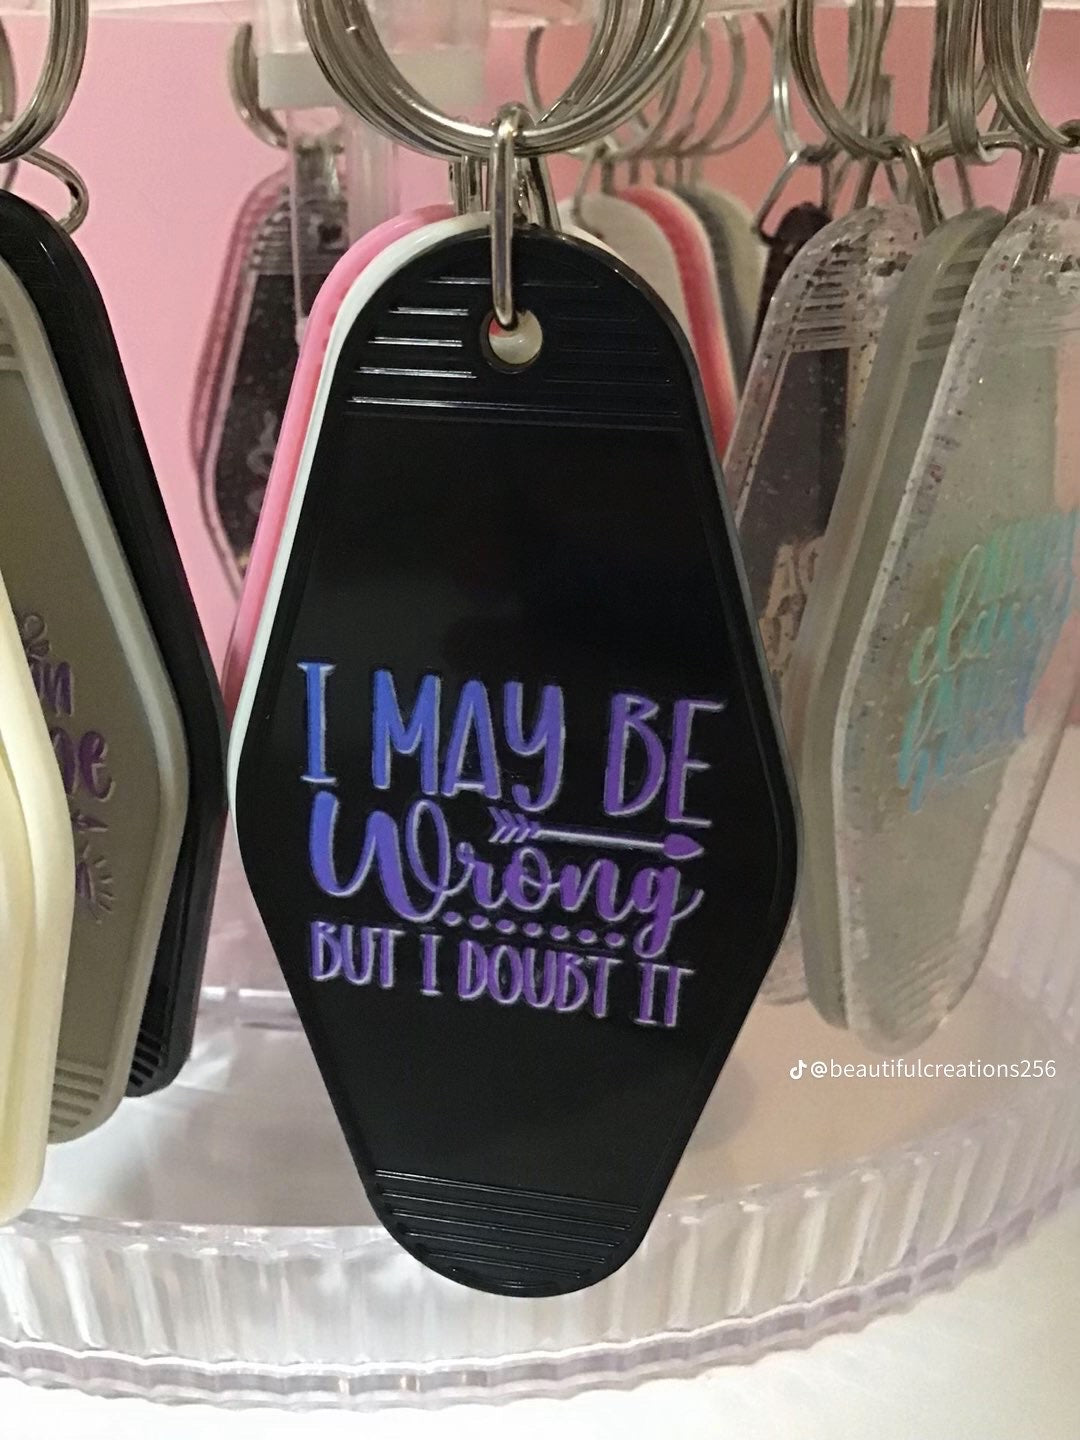 I MAY BE
Wrong
BUT I DOUBT IT
@beautifulcreations256